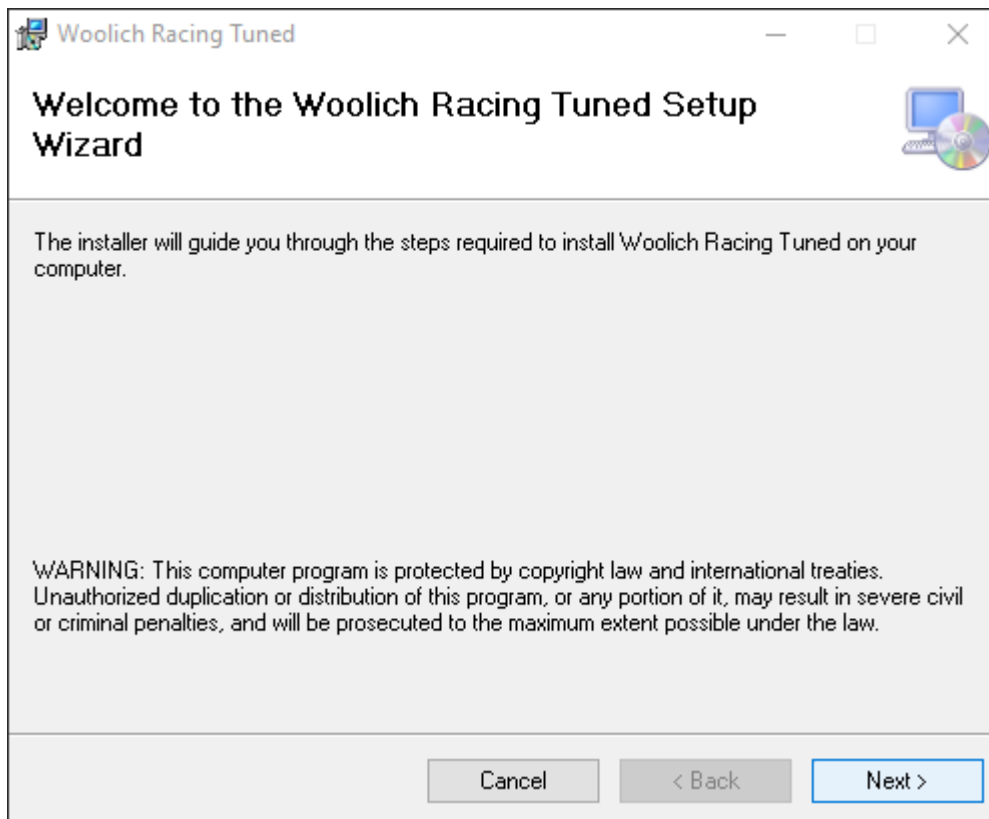 Woolich Racing Tuned
Welcome to the Woolich Racing Tuned Setup
Wizard
The installer will guide you through the steps required to install Woolich Racing Tuned on your
computer.
WARNING: This computer program is protected by copyright law and international treaties.
Unauthorized duplication or distribution of this program, or any portion of it, may result in severe civil
or criminal penalties, and will be prosecuted to the maximum extent possible under the law.
Cancel
< Back
Next >